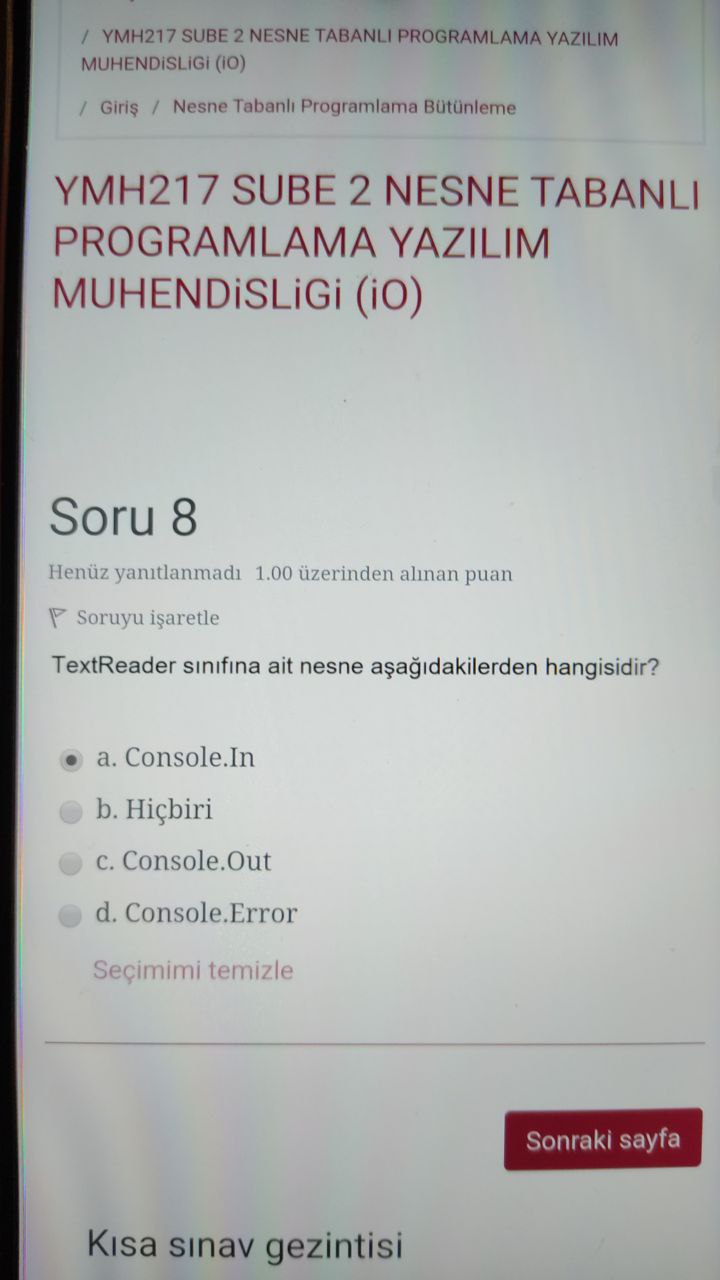 / YMH217 SUBE 2 NESNE TABANLI PROGRAMLAMA YAZILIM
MUHENDiSLiGi (iO)
/ Giriş / Nesne Tabanlı Programlama Bütünleme
YMH217 SUBE 2 NESNE TABANLI
PROGRAMLAMA YAZILIM
MUHENDiSLiGi (iO)
Soru 8
Henüz yanıtlanmadı 1.00 üzerinden alınan puan
Soruyu işaretle
TextReader sınıfına ait nesne aşağıdakilerden hangisidir?
a. Console.In
b. Hiçbiri
c. Console.Out
d. Console.Error
Seçimimi temizle
Sonraki sayfa
Kısa sınav gezintisi